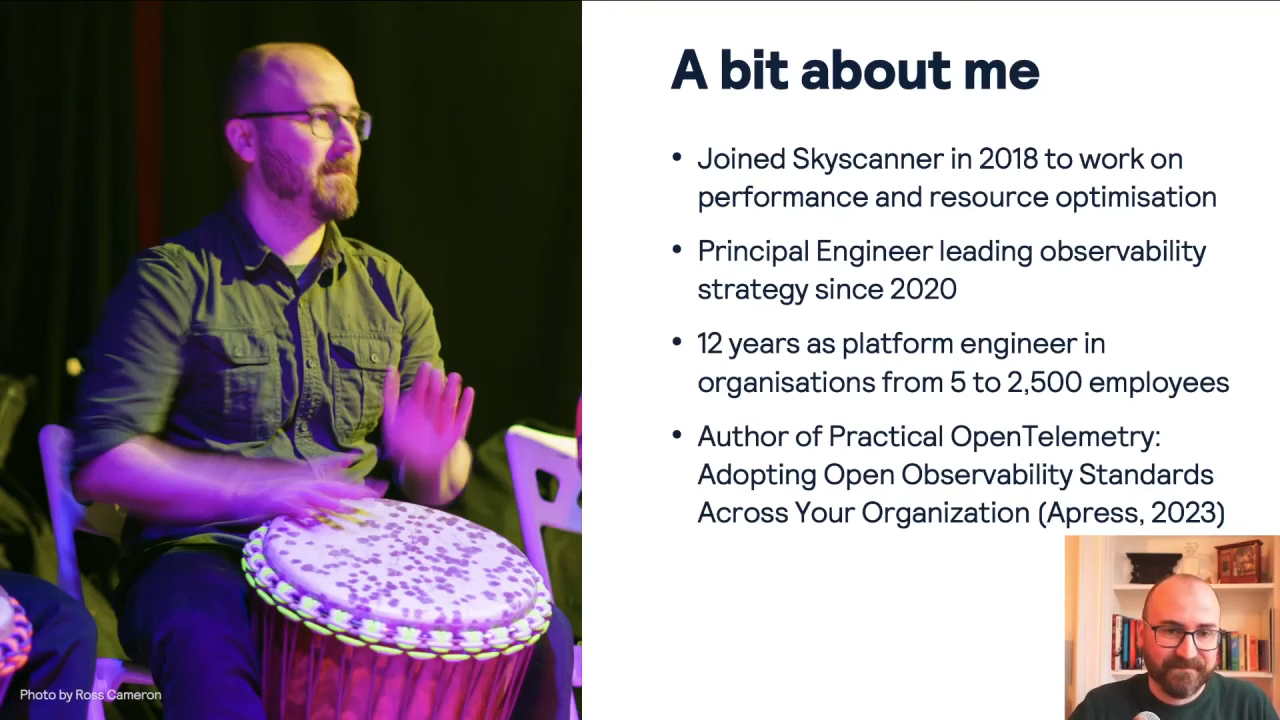 A bit about me
• Joined Skyscanner in 2018 to work on
performance and resource optimisation
• Principal Engineer leading observability
strategy since 2020
• 12 years as platform engineer in
organisations from 5 to 2,500 employees
• Author of Practical OpenTelemetry:
Adopting Open Observability Standards
Across Your Organization (Apress, 2023)
Photo by Ross Cameron